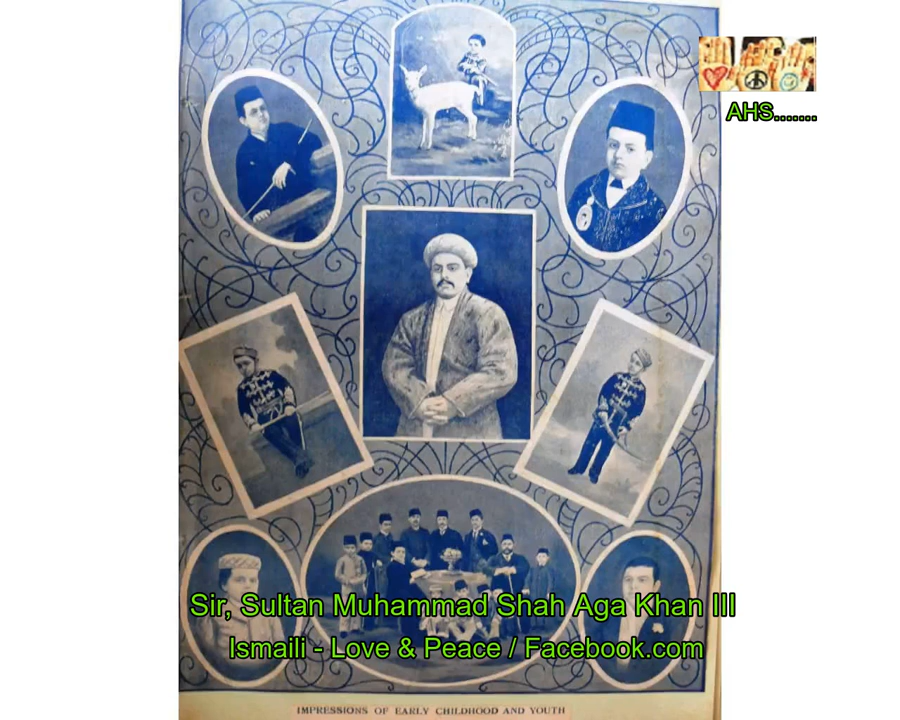 AHS.......
Sir, Sultan Muhammad Shah Aga Khan III
Ismaili - Love & Peace / Facebook.com
IMPRESSIONS OF EARLY CHILDHOOD AND YOUTH